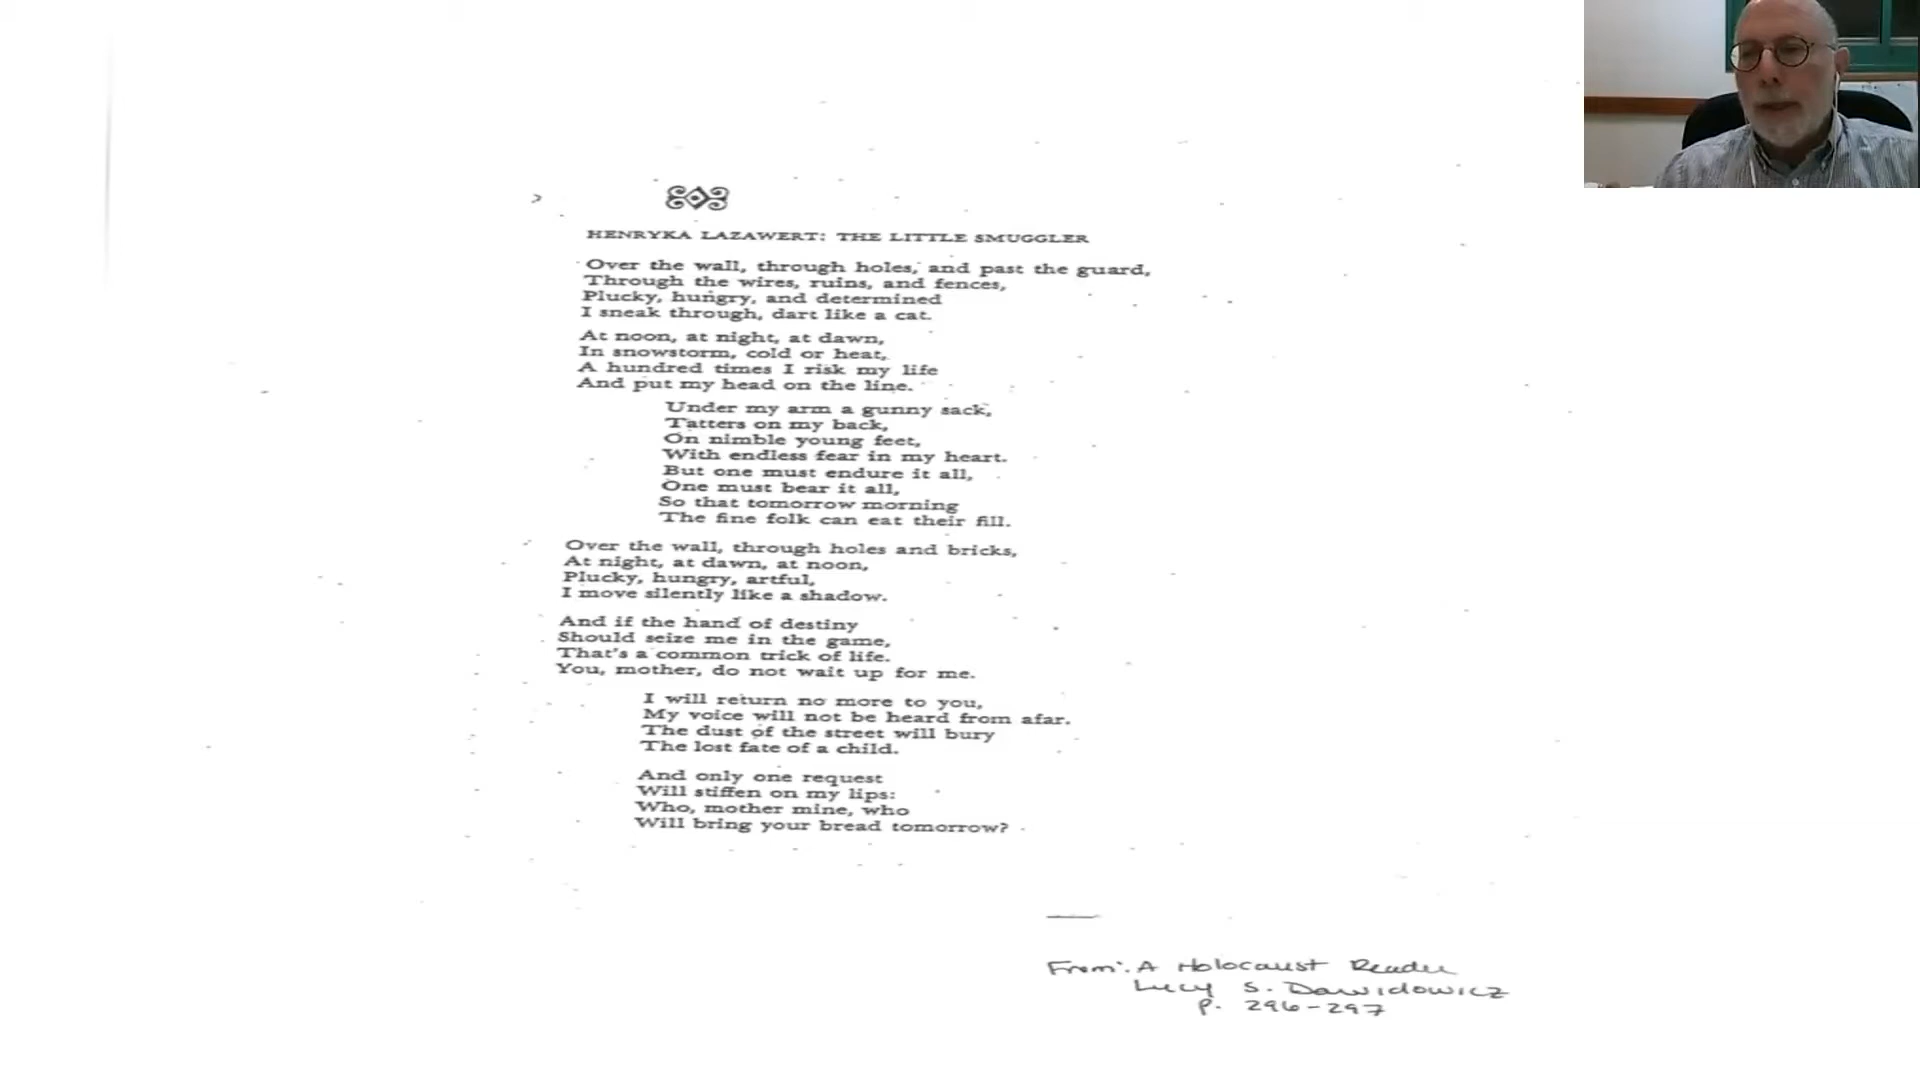 HENRYKA LAZAWERT: THE LITTLE SMUGGLER
Over the wall, through holes, and past the guard,
Through the wires, ruins, and fences,
Plucky, hungry, and determined
I sneak through, dart like a cat.
At noon, at night, at dawn,
In snowstorm, cold or heat,
A hundred times I risk my life
And put my head on the line.
Under my arm a gunny sack,
Tatters on my back,
On nimble young feet,
With endless fear in my heart.
But one must endure it all,
One must bear it all,
So that tomorrow morning
The fine folk can eat their fill.
Over the wall, through holes and bricks,
At night, at dawn, at noon,
Plucky, hungry, artful,
I move silently like a shadow.
And if the hand of destiny
Should seize me in the game,
That's a common trick of life.
You, mother, do not wait up for me.
I will return no more to you,
My voice will not be heard from afar.
The dust of the street will bury
The lost fate of a child.
And only one request
Will stiffen on my lips:
Who, mother mine, who
Will bring your bread tomorrow?
From: A Holocaust Reader
Lucy S. Dawidowicz
p. 296-297